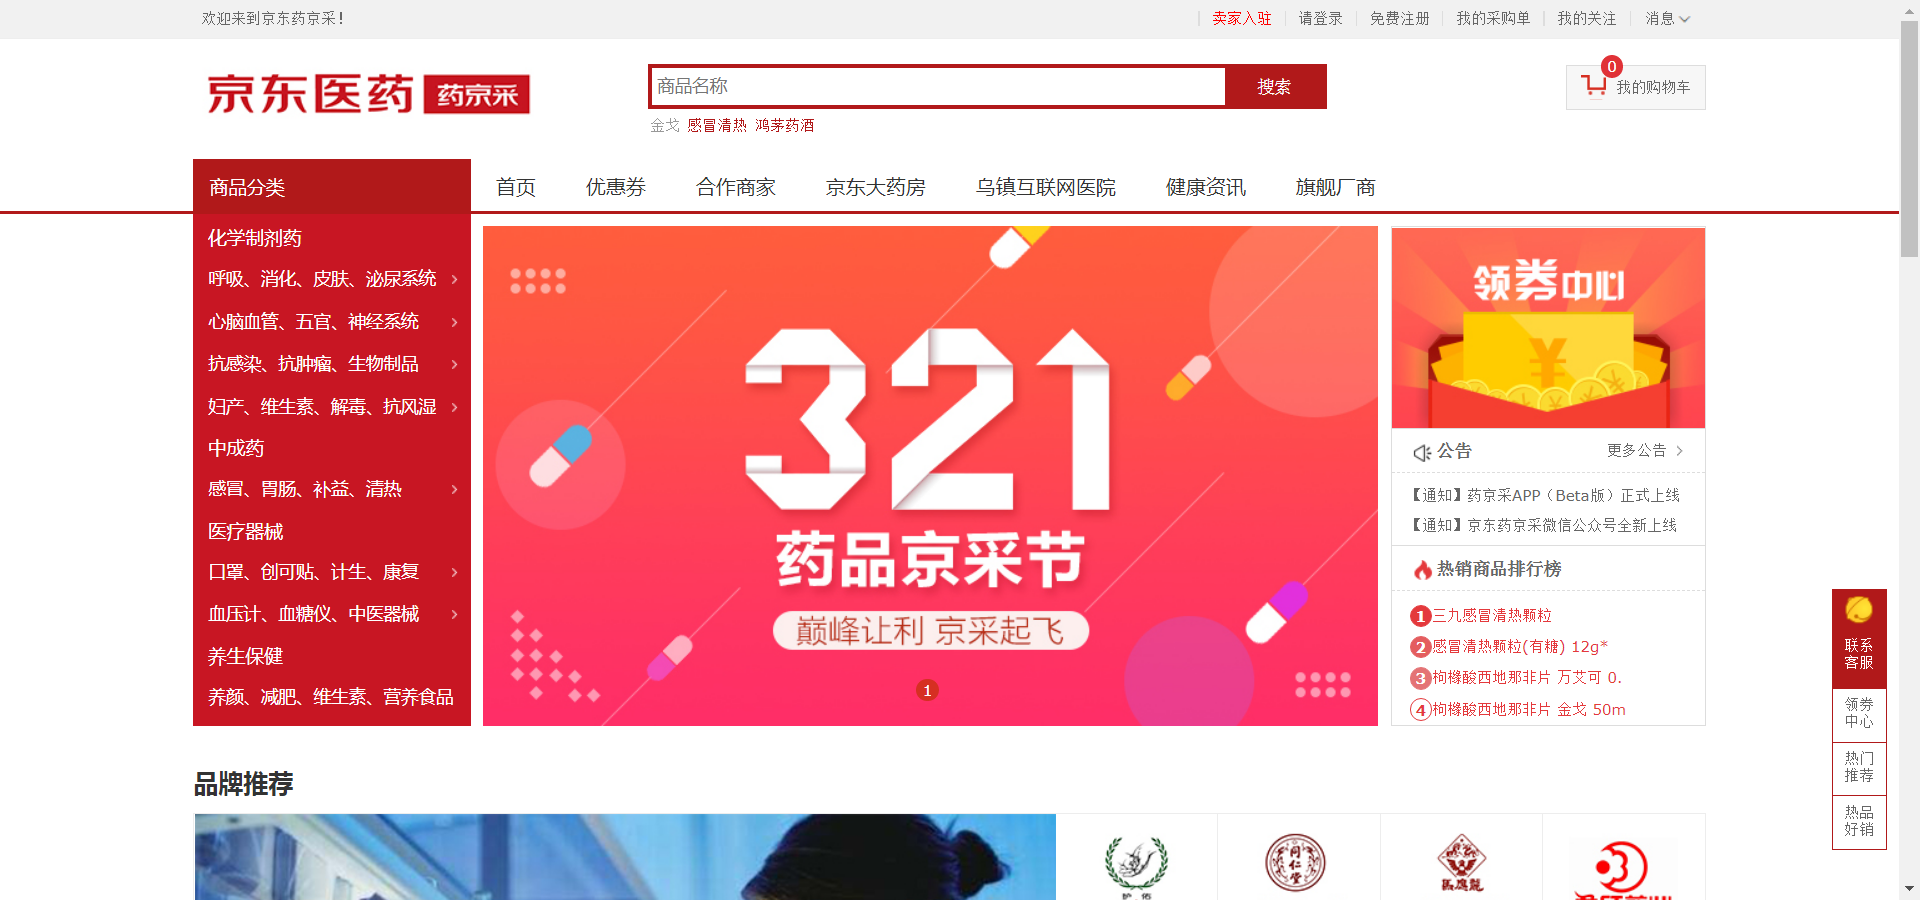 欢迎来到京东药京采!
卖家入驻
请登录
免费注册
我的采购单
我的关注
消息
京东医药 药京采
商品名称
搜索
0
我的购物车
金戈 感冒清热 鸿茅药酒
商品分类
首页
优惠券
合作商家
京东大药房
乌镇互联网医院
健康资讯
旗舰厂商
化学制剂药
呼吸、消化、皮肤、泌尿系统
心脑血管、五官、神经系统
抗感染、抗肿瘤、生物制品
妇产、维生素、解毒、抗风湿
中成药
感冒、胃肠、补益、清热
医疗器械
口罩、创可贴、计生、康复
血压计、血糖仪、中医器械
养生保健
养颜、减肥、维生素、营养食品
321
药品京采节
巅峰让利 京采起飞
1
领券中心
¥
公告
更多公告
【通知】药京采APP（Beta版）正式上线
【通知】京东药京采微信公众号全新上线
热销商品排行榜
1 三九感冒清热颗粒
2 感冒清热颗粒(有糖) 12g*
3 枸橼酸西地那非片 万艾可 0.
4 枸橼酸西地那非片 金戈 50m
联系
客服
领券
中心
热门
推荐
热品
好销
品牌推荐
同仁堂